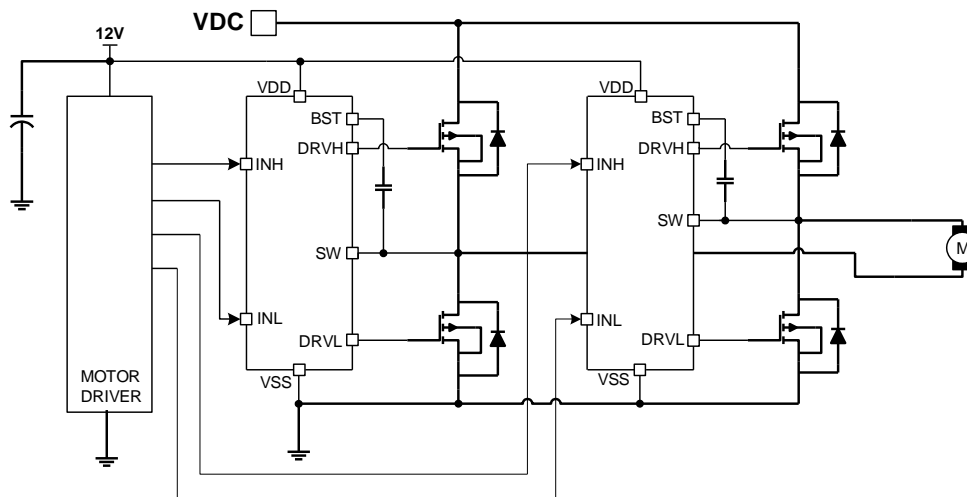 VDC
12V
VDD
VDD
BST
BST
DRVH
DRVH
INH
INH
SW
SW
M
INL
INL
DRVL
DRVL
VSS
VSS
MOTOR
DRIVER